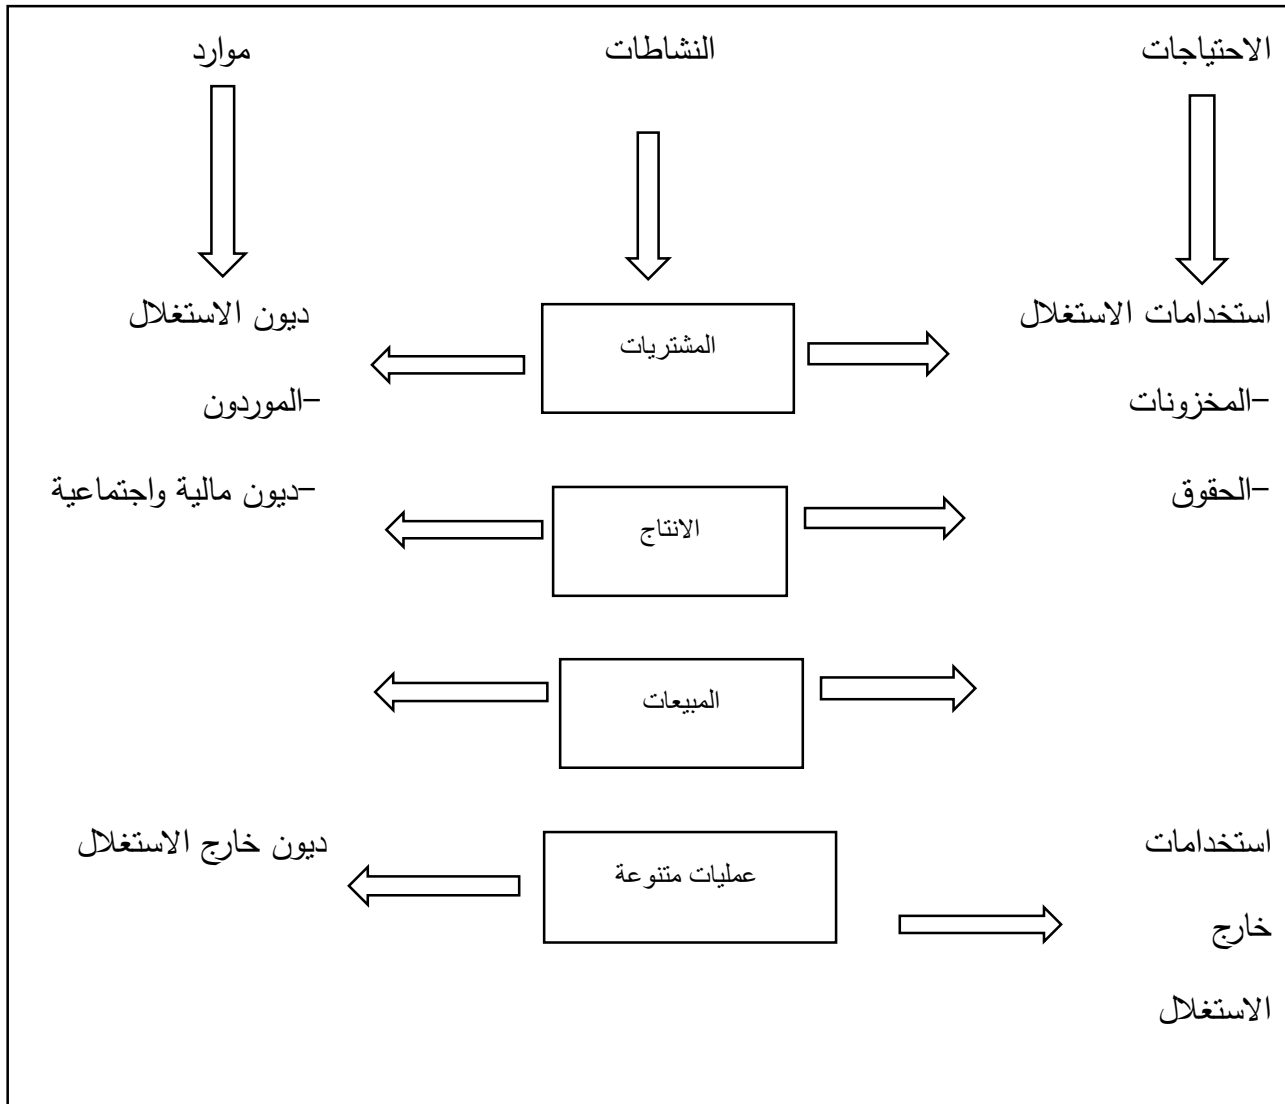 الاحتياجات
النشاطات
موارد
استخدامات الاستغلال
المشتريات
ديون الاستغلال
-المخزونات
-الموردون
-الحقوق
الانتاج
-ديون مالية واجتماعية
المبيعات
استخدامات
عمليات متنوعة
ديون خارج الاستغلال
خارج
الاستغلال